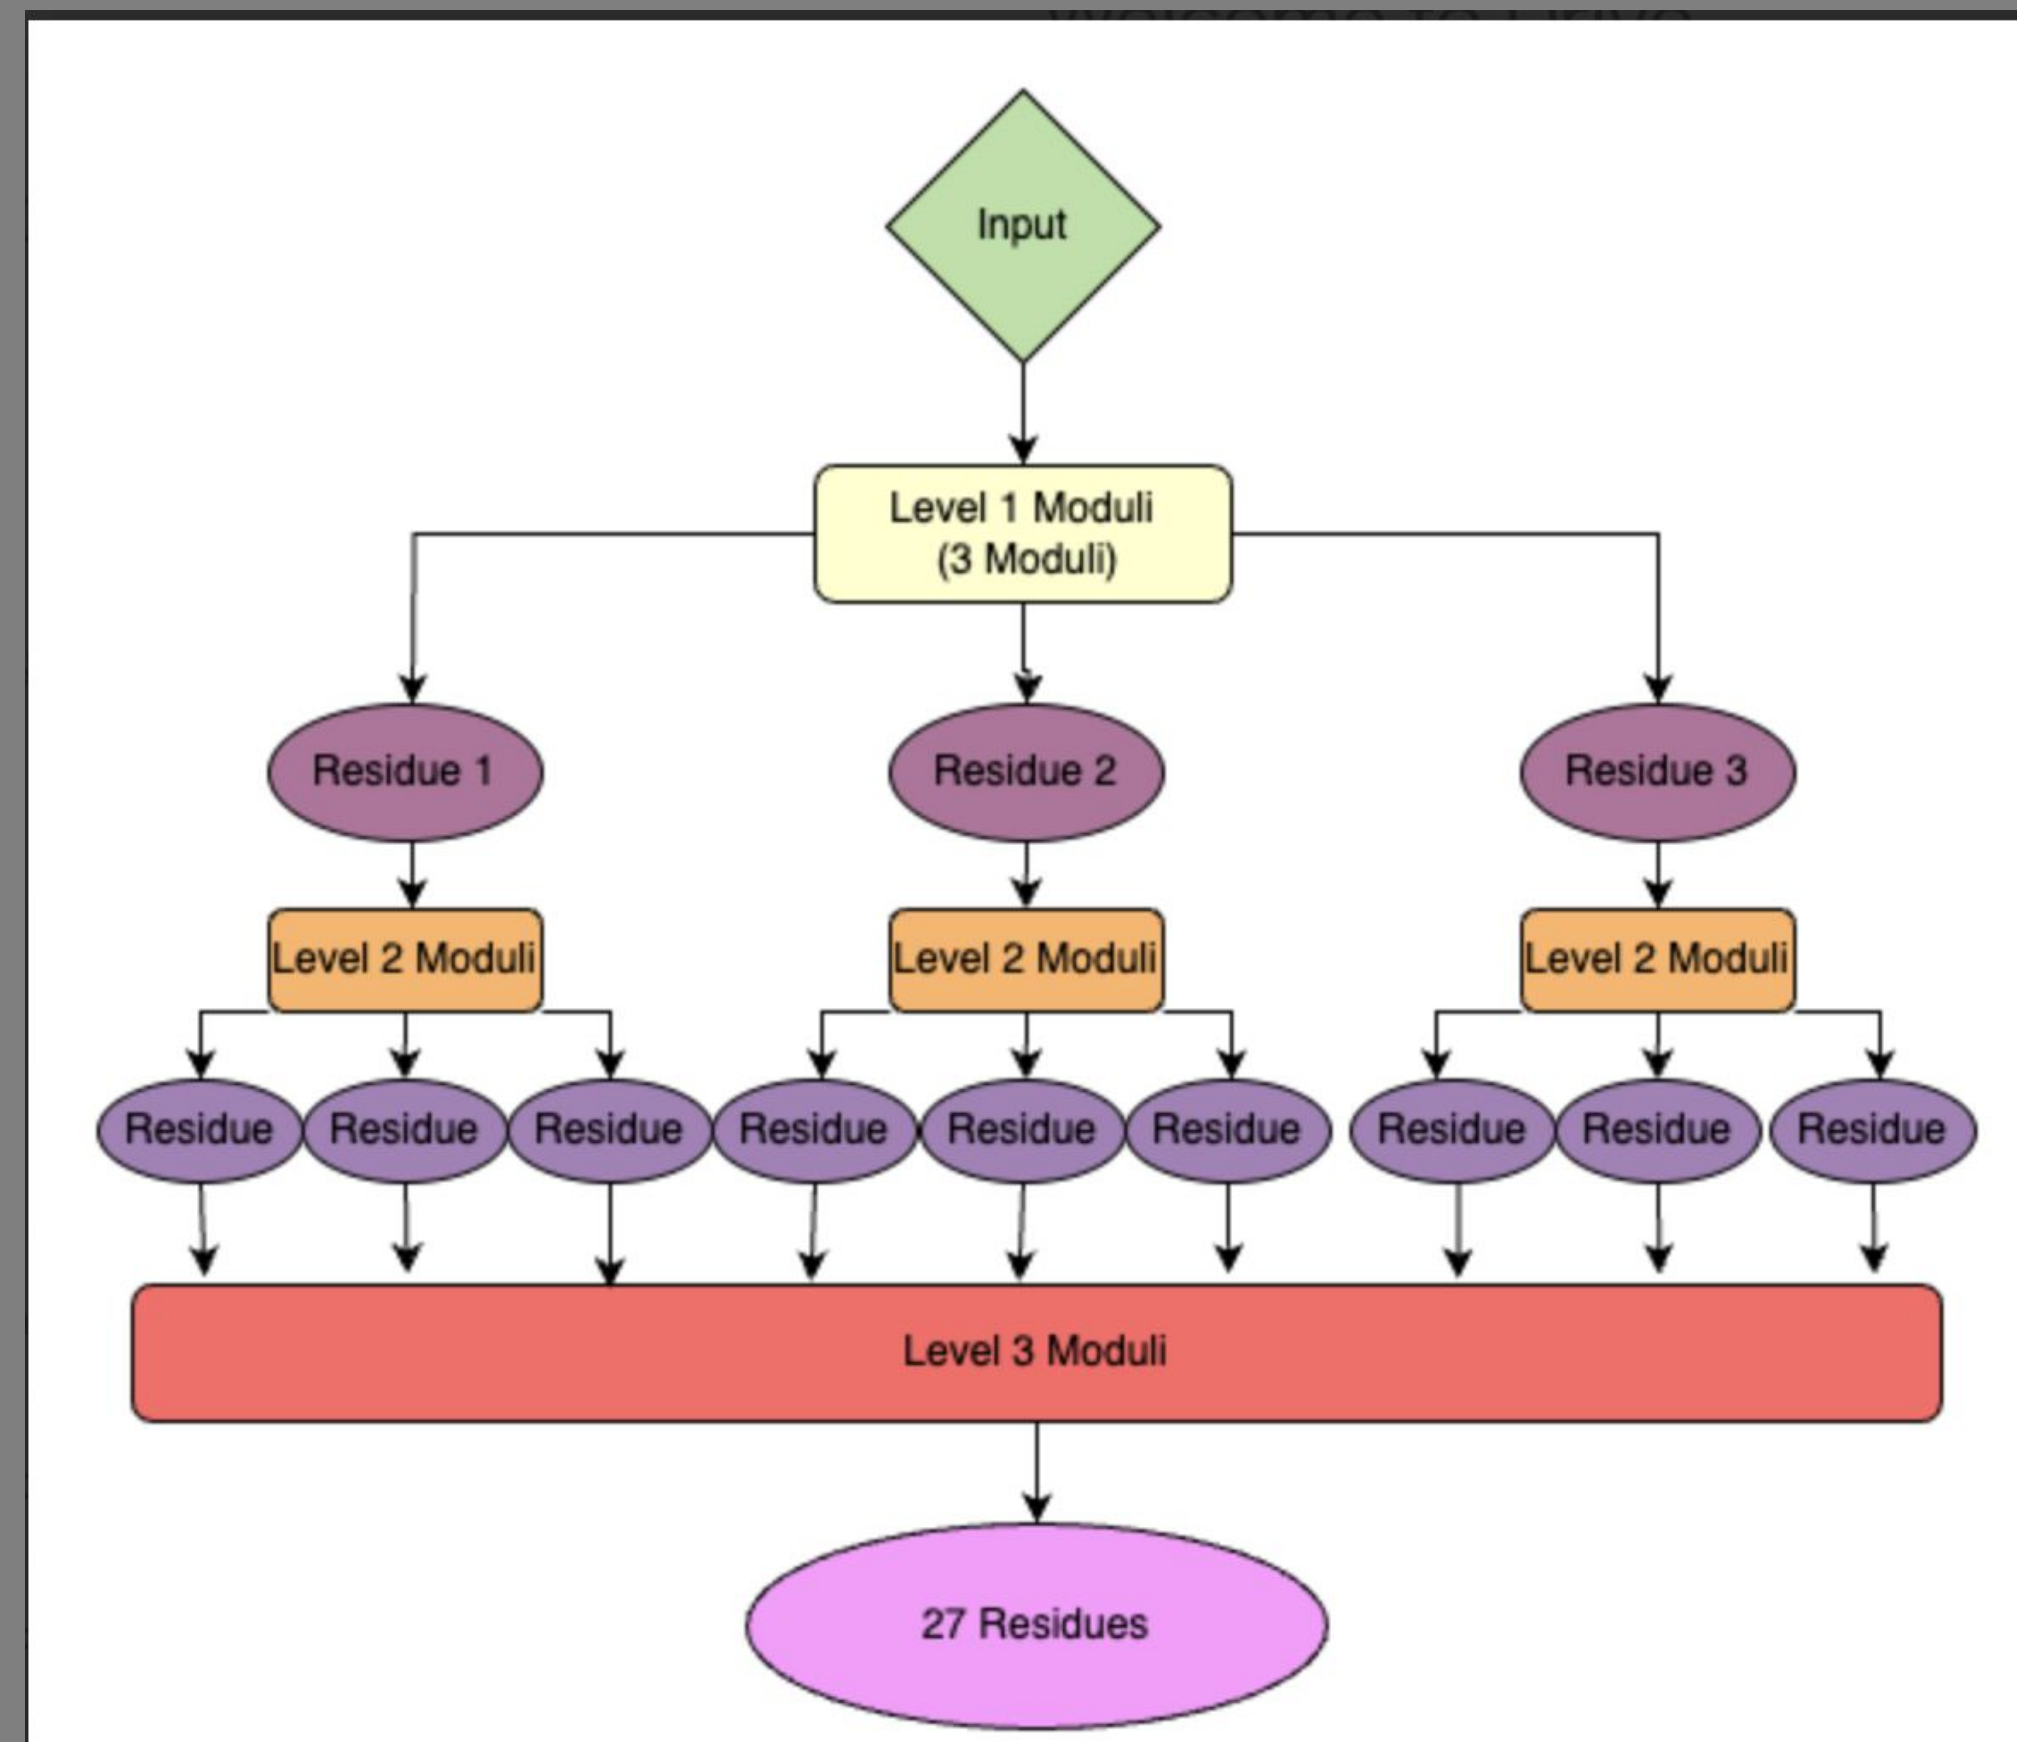 Input
Level 1 Moduli
(3 Moduli)
Residue 1
Residue 2
Residue 3
Level 2 Moduli
Level 2 Moduli
Level 2 Moduli
Residue
Residue
Residue
Residue
Residue
Residue
Residue
Residue
Residue
Level 3 Moduli
27 Residues